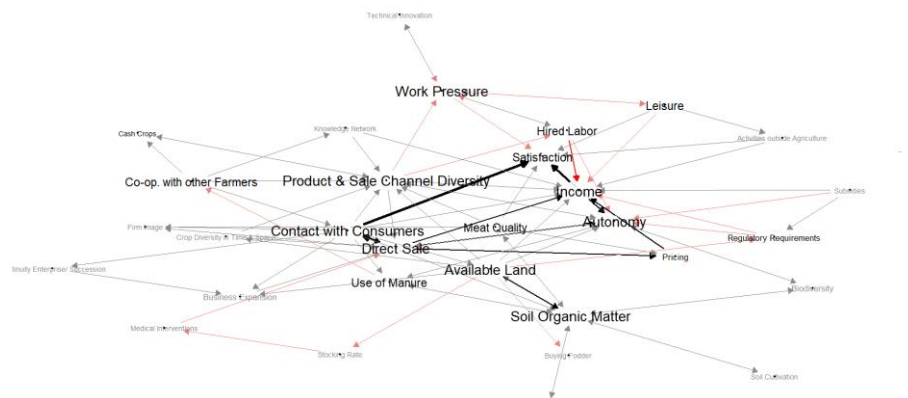 Technical Innovation
Work Pressure
Leisure
Cash Crops
Knowledge Network
Hired Labor
Activities outside Agriculture
Satisfaction
Co-op. with other Farmers
Product & Sale Channel Diversity
Income
Subsidies
Autonomy
Firm Image
Contact with Consumers
Meat Quality
Crop Diversity in Time & Space
Regulatory Requirements
Direct Sale
Pricing
Available Land
Enterprise/ Succession
Use of Manure
Biodiversity
Business Expansion
Soil Organic Matter
Medical Interventions
Stocking Rate
Buying Fodder
Soil Cultivation